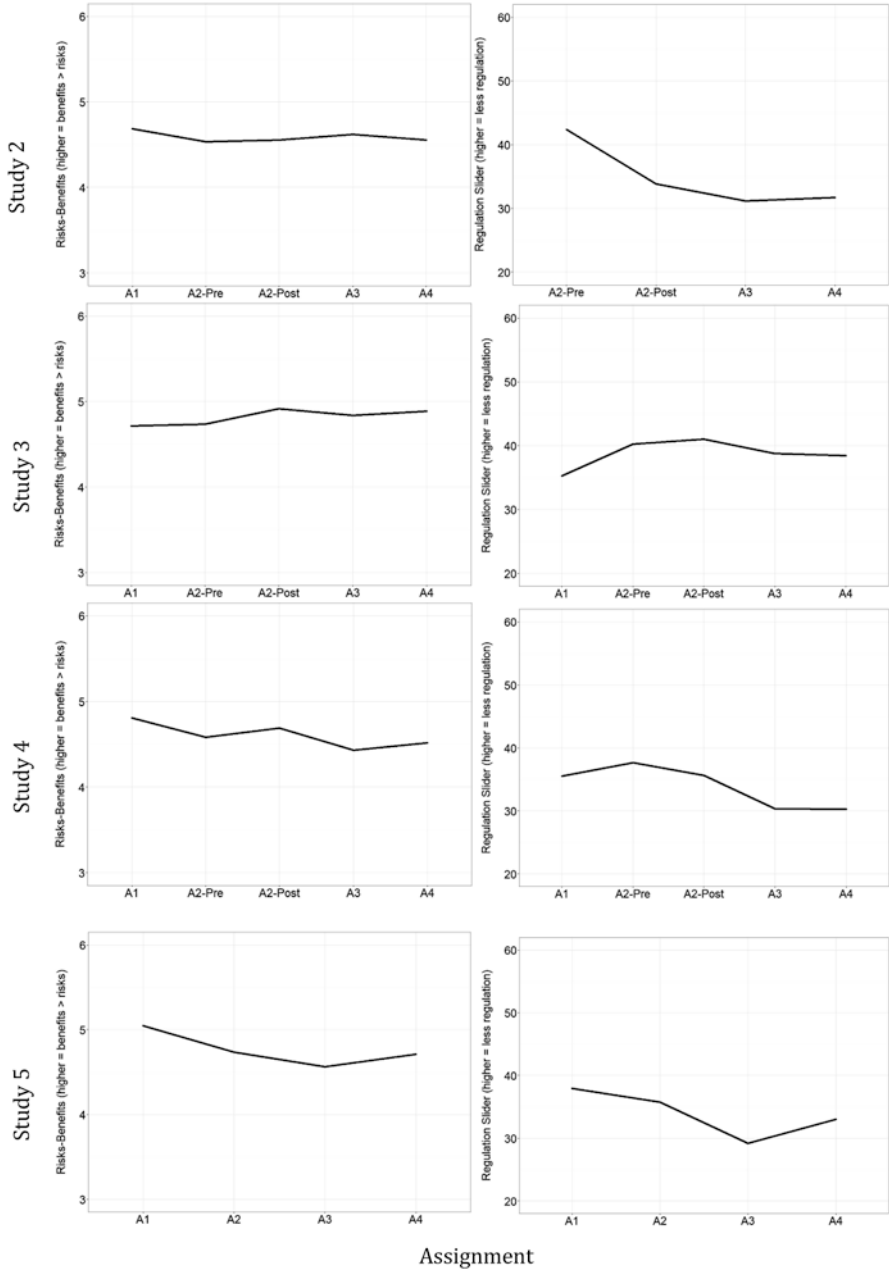 Study 2
Risks-Benefits (higher = benefits > risks)
6
5
4
3
A1 A2-Pre A2-Post A3 A4
Regulation Slider (higher = less regulation)
60
50
40
30
20
A2-Pre A2-Post A3 A4
Study 3
Risks-Benefits (higher = benefits > risks)
6
5
4
3
A1 A2-Pre A2-Post A3 A4
Regulation Slider (higher = less regulation)
60
50
40
30
20
A1 A2-Pre A2-Post A3 A4
Study 4
Risks-Benefits (higher = benefits > risks)
6
5
4
3
A1 A2-Pre A2-Post A3 A4
Regulation Slider (higher = less regulation)
60
50
40
30
20
A1 A2-Pre A2-Post A3 A4
Study 5
Risks-Benefits (higher = benefits > risks)
6
5
4
3
A1 A2 A3 A4
Regulation Slider (higher = less regulation)
60
50
40
30
20
A1 A2 A3 A4
Assignment